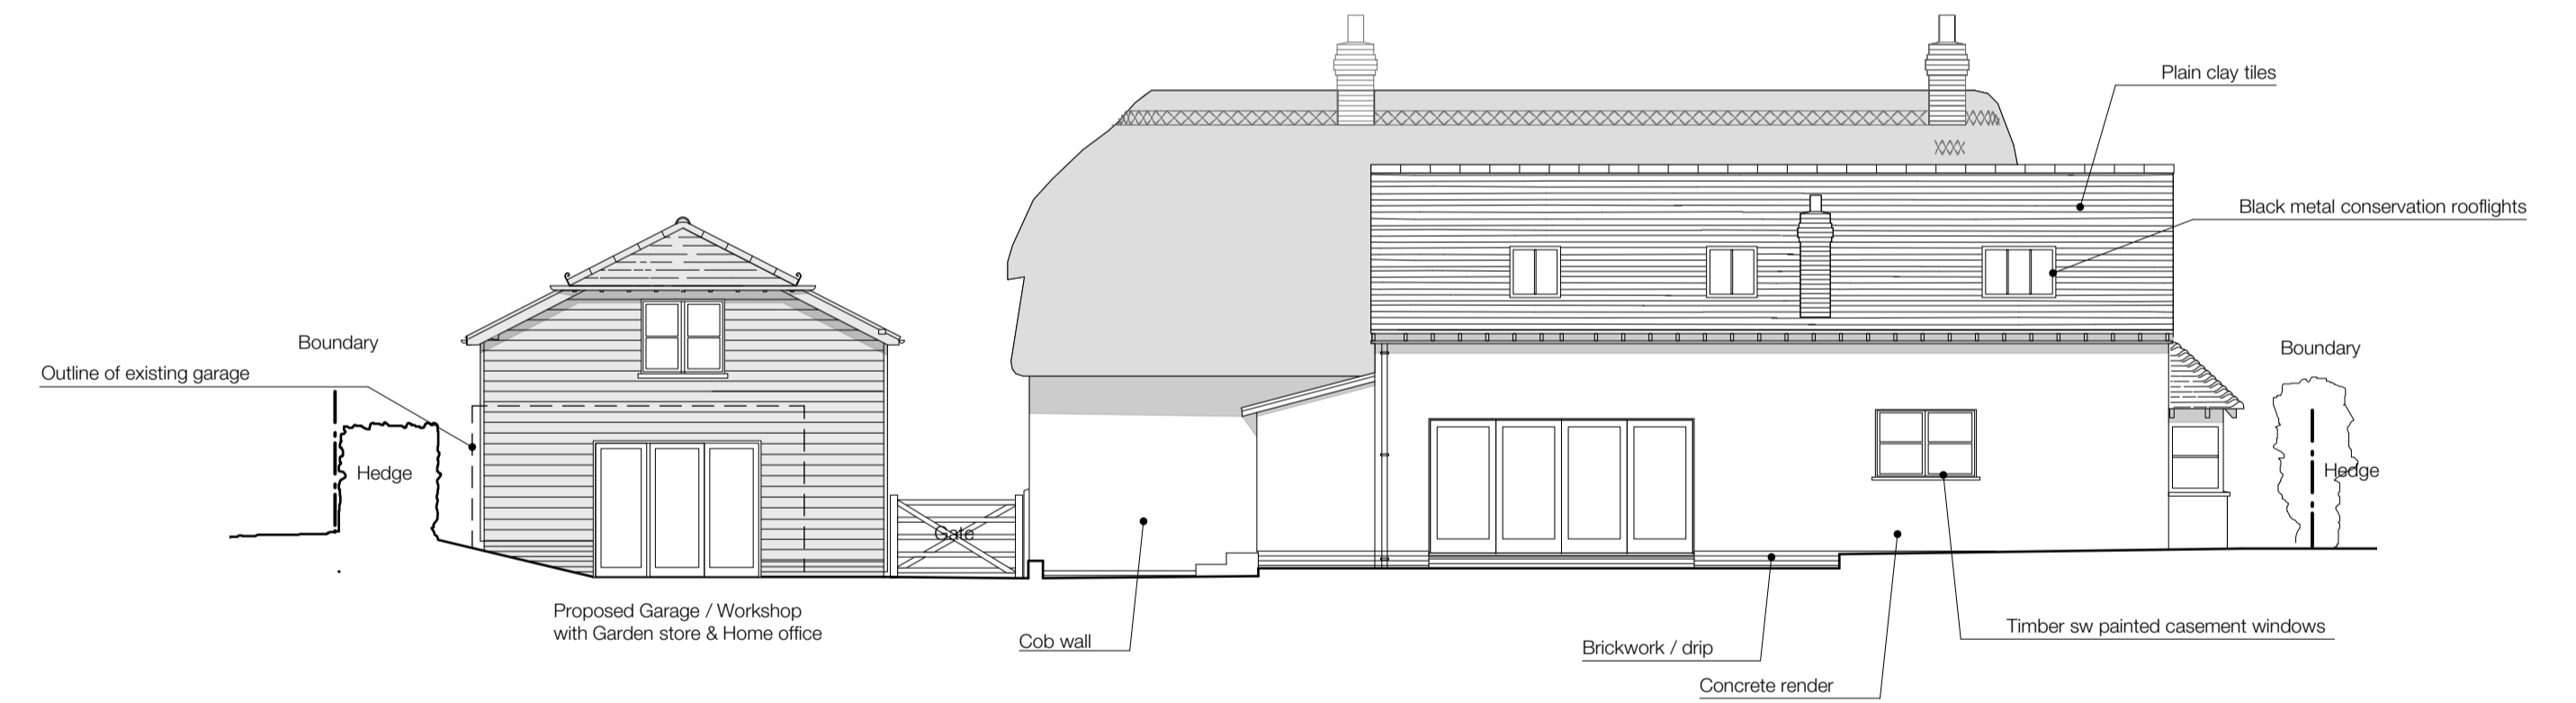 Plain clay tiles
Black metal conservation rooflights
Boundary
Boundary
Outline of existing garage
Hedge
Hedge
Gate
Proposed Garage / Workshop
with Garden store & Home office
Cob wall
Brickwork / drip
Timber sw painted casement windows
Concrete render